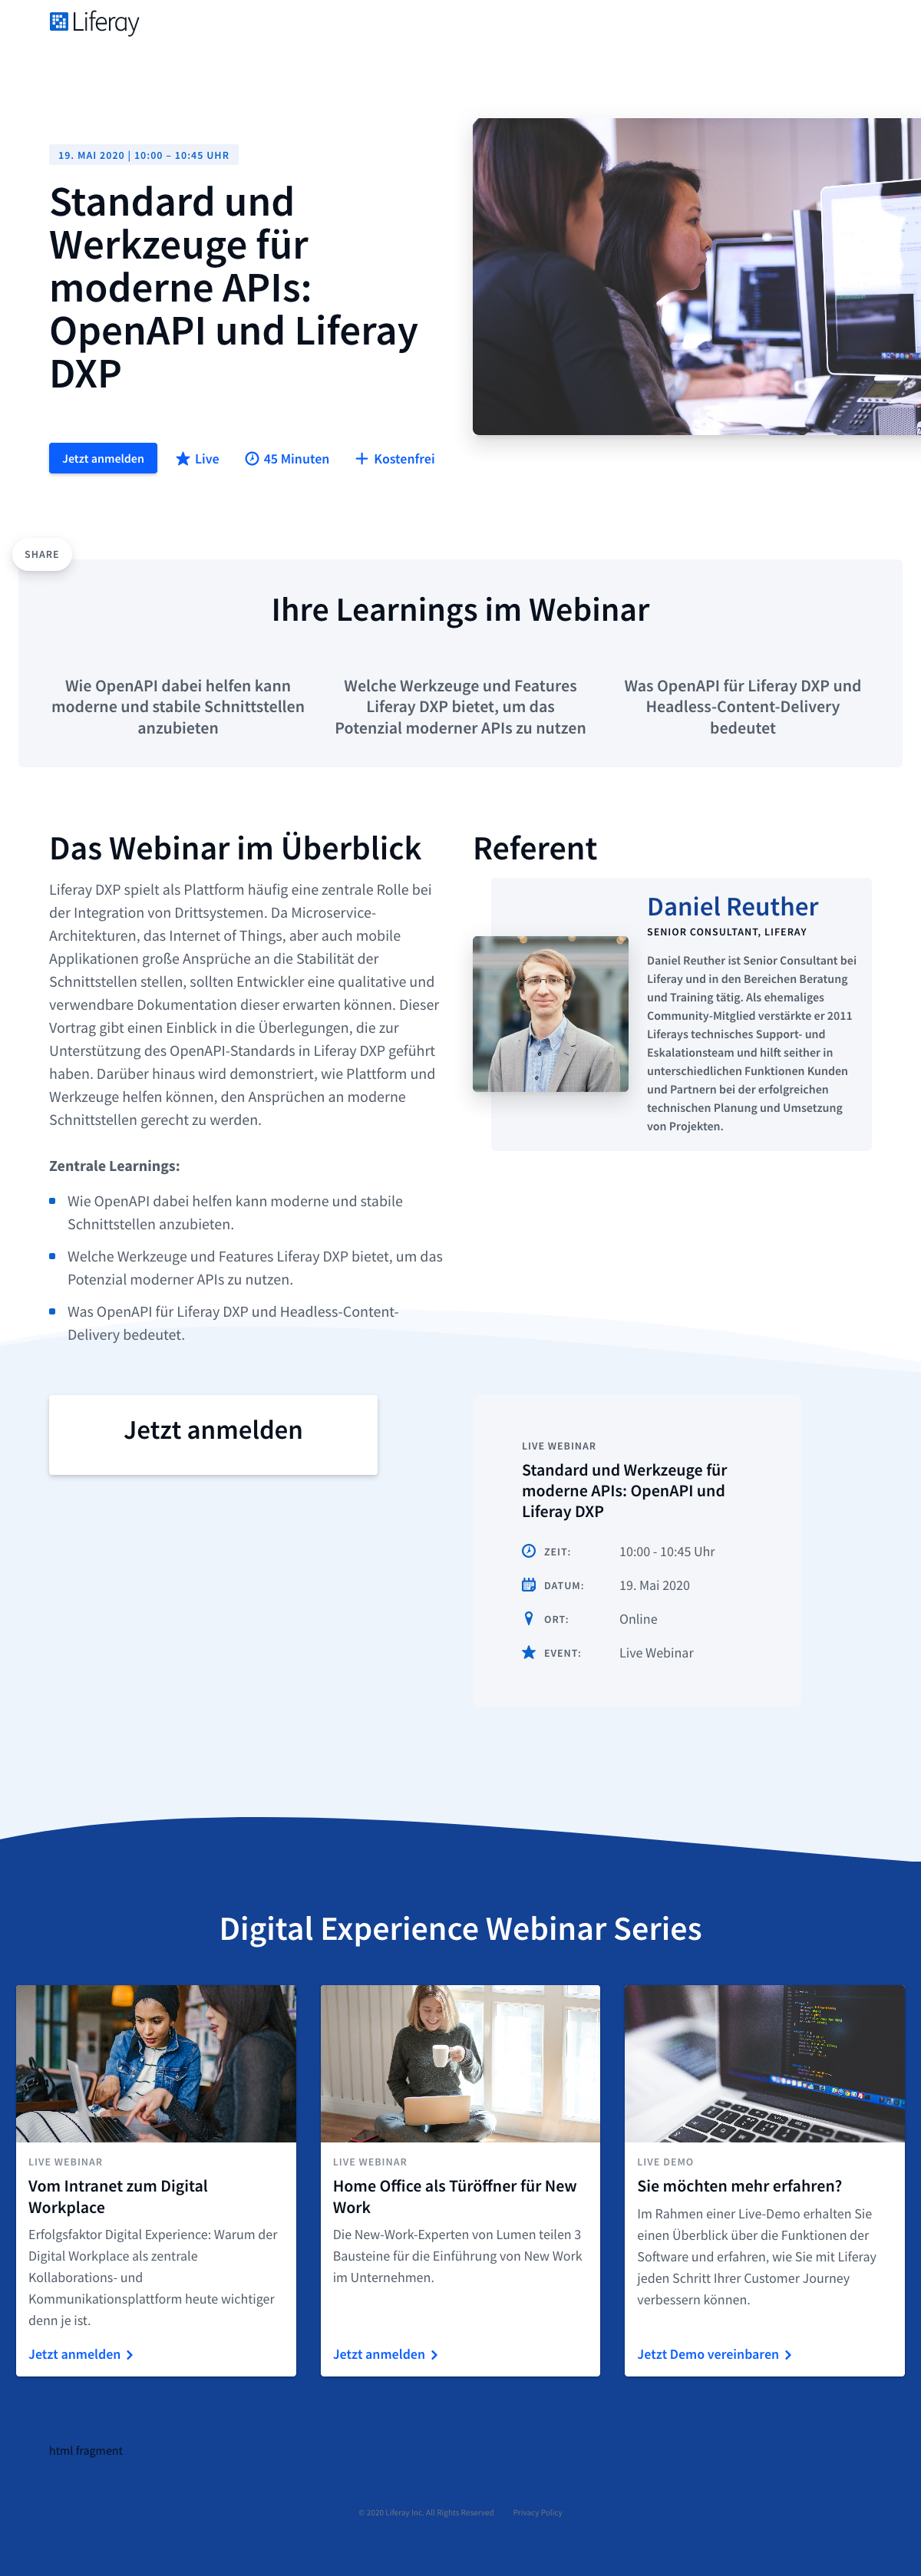 Liferay
19. MAI 2020 | 10:00 – 10:45 UHR
Standard und
Werkzeuge für
moderne APIs:
OpenAPI und Liferay
DXP
Jetzt anmelden
Live
45 Minuten
Kostenfrei
SHARE
Ihre Learnings im Webinar
Wie OpenAPI dabei helfen kann
moderne und stabile Schnittstellen
anzubieten
Welche Werkzeuge und Features
Liferay DXP bietet, um das
Potenzial moderner APIs zu nutzen
Was OpenAPI für Liferay DXP und
Headless-Content-Delivery
bedeutet
Das Webinar im Überblick
Liferay DXP spielt als Plattform häufig eine zentrale Rolle bei
der Integration von Drittsystemen. Da Microservice-
Architekturen, das Internet of Things, aber auch mobile
Applikationen große Ansprüche an die Stabilität der
Schnittstellen stellen, sollten Entwickler eine qualitative und
verwendbare Dokumentation dieser erwarten können. Dieser
Vortrag gibt einen Einblick in die Überlegungen, die zur
Unterstützung des OpenAPI-Standards in Liferay DXP geführt
haben. Darüber hinaus wird demonstriert, wie Plattform und
Werkzeuge helfen können, den Ansprüchen an moderne
Schnittstellen gerecht zu werden.
Zentrale Learnings:
Wie OpenAPI dabei helfen kann moderne und stabile
Schnittstellen anzubieten.
Welche Werkzeuge und Features Liferay DXP bietet, um das
Potenzial moderner APIs zu nutzen.
Was OpenAPI für Liferay DXP und Headless-Content-
Delivery bedeutet.
Referent
Daniel Reuther
SENIOR CONSULTANT, LIFERAY
Daniel Reuther ist Senior Consultant bei
Liferay und in den Bereichen Beratung
und Training tätig. Als ehemaliges
Community-Mitglied verstärkte er 2011
Liferays technisches Support- und
Eskalationsteam und hilft seither in
unterschiedlichen Funktionen Kunden
und Partnern bei der erfolgreichen
technischen Planung und Umsetzung
von Projekten.
Jetzt anmelden
LIVE WEBINAR
Standard und Werkzeuge für
moderne APIs: OpenAPI und
Liferay DXP
ZEIT: 10:00 - 10:45 Uhr
DATUM: 19. Mai 2020
ORT: Online
EVENT: Live Webinar
Digital Experience Webinar Series
LIVE WEBINAR
Vom Intranet zum Digital
Workplace
Erfolgsfaktor Digital Experience: Warum der
Digital Workplace als zentrale
Kollaborations- und
Kommunikationsplattform heute wichtiger
denn je ist.
Jetzt anmelden
LIVE WEBINAR
Home Office als Türöffner für New
Work
Die New-Work-Experten von Lumen teilen 3
Bausteine für die Einführung von New Work
im Unternehmen.
Jetzt anmelden
LIVE DEMO
Sie möchten mehr erfahren?
Im Rahmen einer Live-Demo erhalten Sie
einen Überblick über die Funktionen der
Software und erfahren, wie Sie mit Liferay
jeden Schritt Ihrer Customer Journey
verbessern können.
Jetzt Demo vereinbaren
html fragment
© 2020 Liferay Inc. All Rights Reserved
Privacy Policy